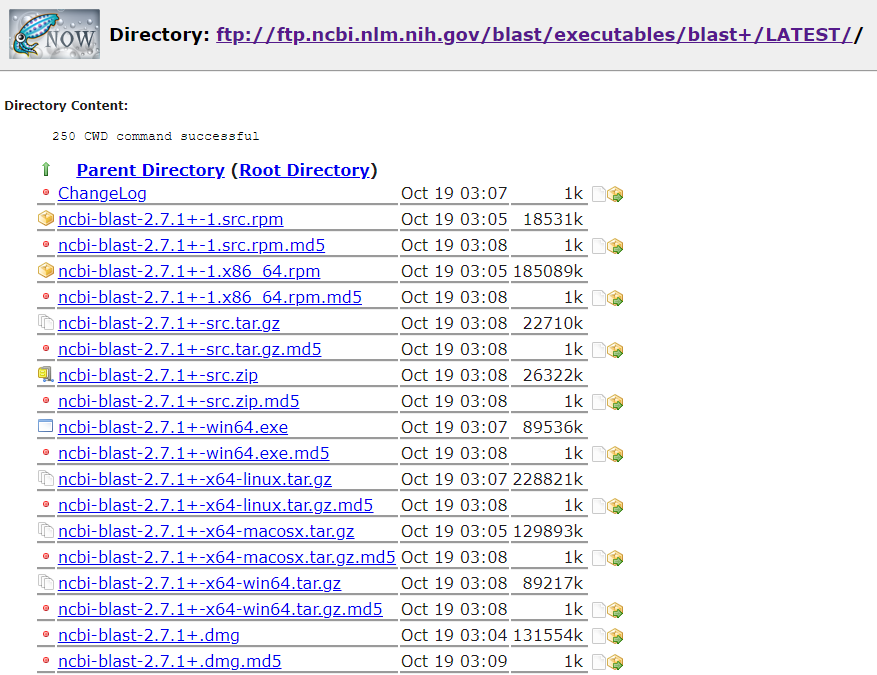 NOW Directory: ftp://ftp.ncbi.nlm.nih.gov/blast/executables/blast+/LATEST//
Directory Content:
250 CWD command successful
Parent Directory (Root Directory)
ChangeLog Oct 19 03:07 1k
ncbi-blast-2.7.1+-1.src.rpm Oct 19 03:05 18531k
ncbi-blast-2.7.1+-1.src.rpm.md5 Oct 19 03:08 1k
ncbi-blast-2.7.1+-1.x86_64.rpm Oct 19 03:05 185089k
ncbi-blast-2.7.1+-1.x86_64.rpm.md5 Oct 19 03:08 1k
ncbi-blast-2.7.1+-src.tar.gz Oct 19 03:08 22710k
ncbi-blast-2.7.1+-src.tar.gz.md5 Oct 19 03:08 1k
ncbi-blast-2.7.1+-src.zip Oct 19 03:08 26322k
ncbi-blast-2.7.1+-src.zip.md5 Oct 19 03:08 1k
ncbi-blast-2.7.1+-win64.exe Oct 19 03:07 89536k
ncbi-blast-2.7.1+-win64.exe.md5 Oct 19 03:08 1k
ncbi-blast-2.7.1+-x64-linux.tar.gz Oct 19 03:07 228821k
ncbi-blast-2.7.1+-x64-linux.tar.gz.md5 Oct 19 03:08 1k
ncbi-blast-2.7.1+-x64-macosx.tar.gz Oct 19 03:05 129893k
ncbi-blast-2.7.1+-x64-macosx.tar.gz.md5 Oct 19 03:08 1k
ncbi-blast-2.7.1+-x64-win64.tar.gz Oct 19 03:08 89217k
ncbi-blast-2.7.1+-x64-win64.tar.gz.md5 Oct 19 03:08 1k
ncbi-blast-2.7.1+.dmg Oct 19 03:04 131554k
ncbi-blast-2.7.1+.dmg.md5 Oct 19 03:09 1k